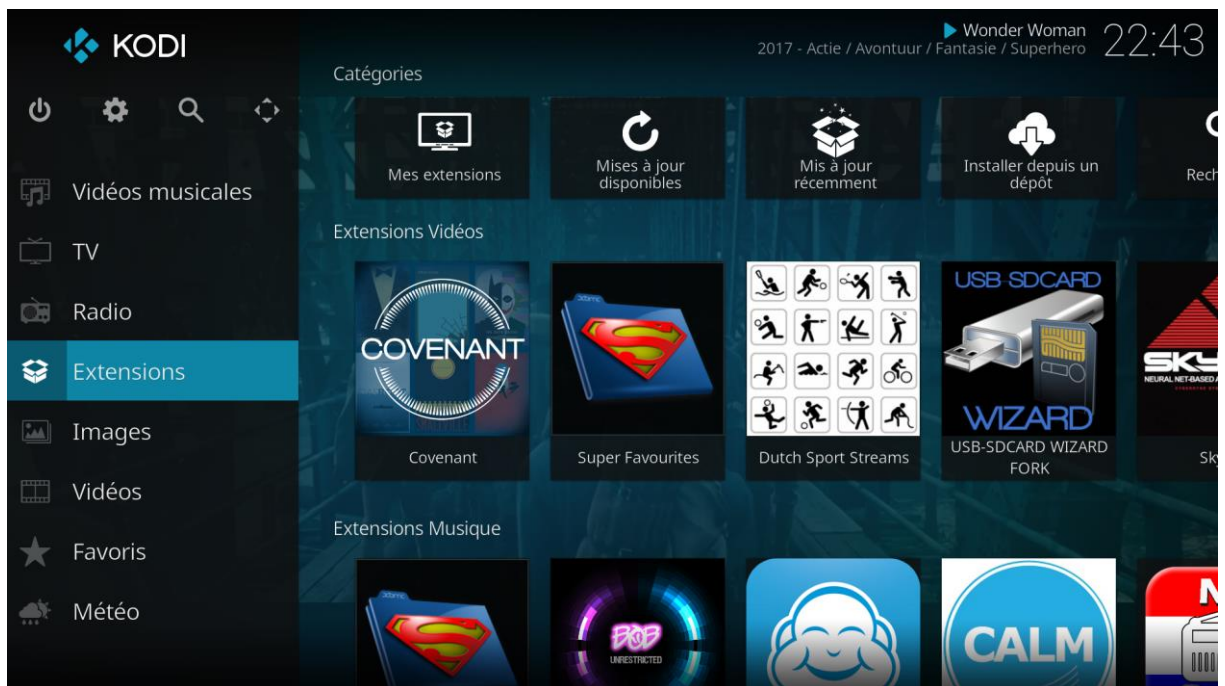 KODI
Wonder Woman
2017 - Actie / Avontuur / Fantasie / Superhero
22:43
Catégories
Mes extensions
Mises à jour
disponibles
Mis à jour
récemment
Installer depuis un
dépôt
Vidéos musicales
TV
Radio
Extensions
Images
Vidéos
Favoris
Météo
Extensions Vidéos
COVENANT
USB-SDCARD
WIZARD
Covenant
Super Favourites
Dutch Sport Streams
USB-SDCARD WIZARD
FORK
Extensions Musique
BOB
UNRESTRICTED
CALM